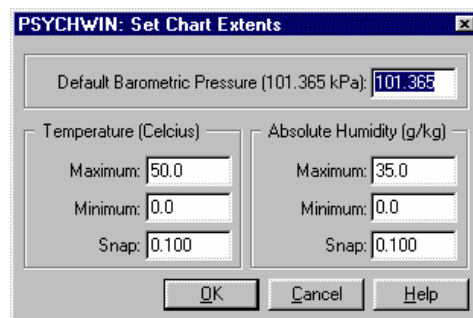 PSYCHWIN: Set Chart Extents
Default Barometric Pressure (101.365 kPa): 101.365
Temperature (Celcius)
Maximum: 50.0
Minimum: 0.0
Snap: 0.100
Absolute Humidity (g/kg)
Maximum: 35.0
Minimum: 0.0
Snap: 0.100
OK Cancel Help